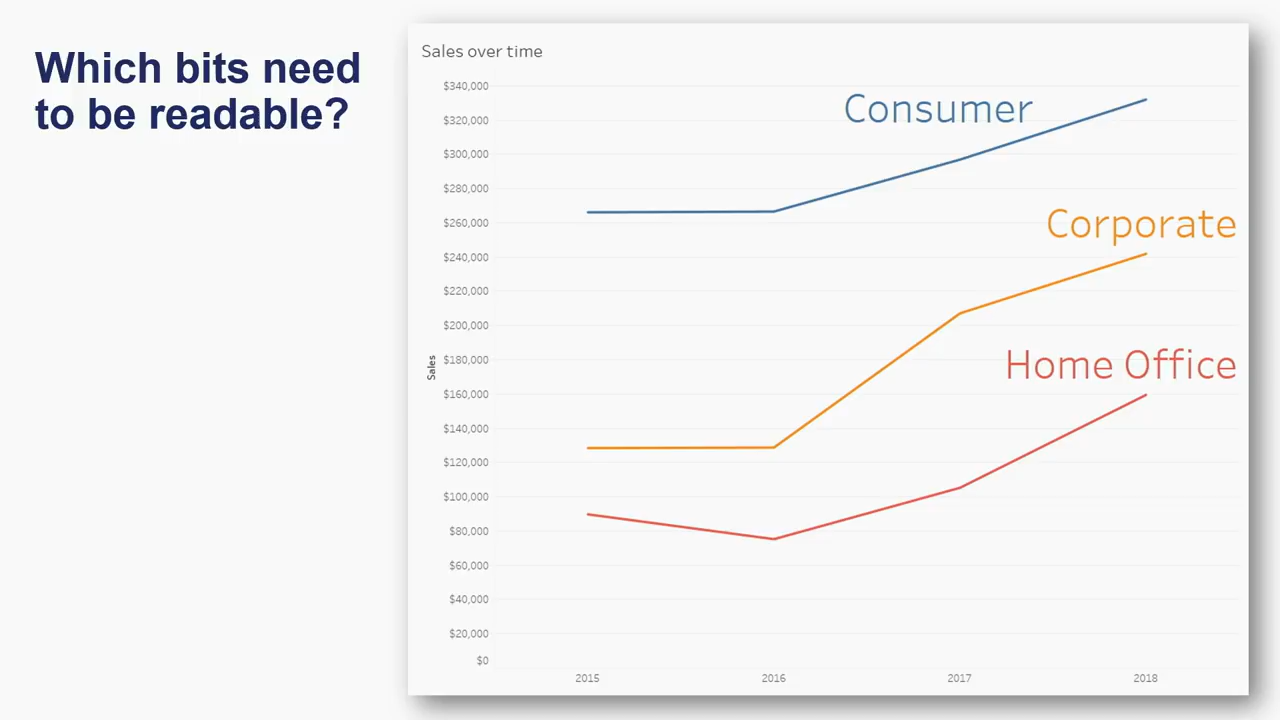 Which bits need
to be readable?
Sales over time
$340,000
$320,000
$300,000
$280,000
$260,000
$240,000
$220,000
$200,000
$180,000
$160,000
$140,000
$120,000
$100,000
$80,000
$60,000
$40,000
$20,000
$0
Sales
Consumer
Corporate
Home Office
2015 2016 2017 2018